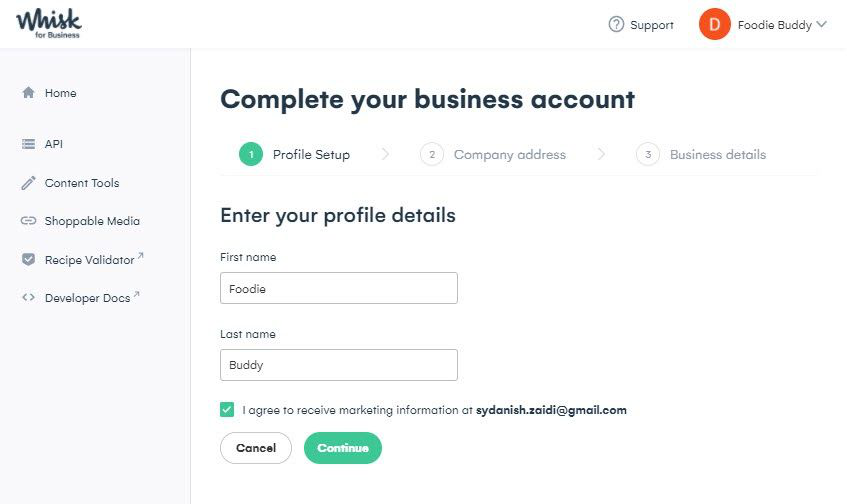 Whisk
for Business
Support
D
Foodie Buddy
Home
API
Content Tools
Shoppable Media
Recipe Validator
Developer Docs
Complete your business account
1 Profile Setup
2 Company address
3 Business details
Enter your profile details
First name
Foodie
Last name
Buddy
I agree to receive marketing information at sydanish.zaidi@gmail.com
Cancel
Continue